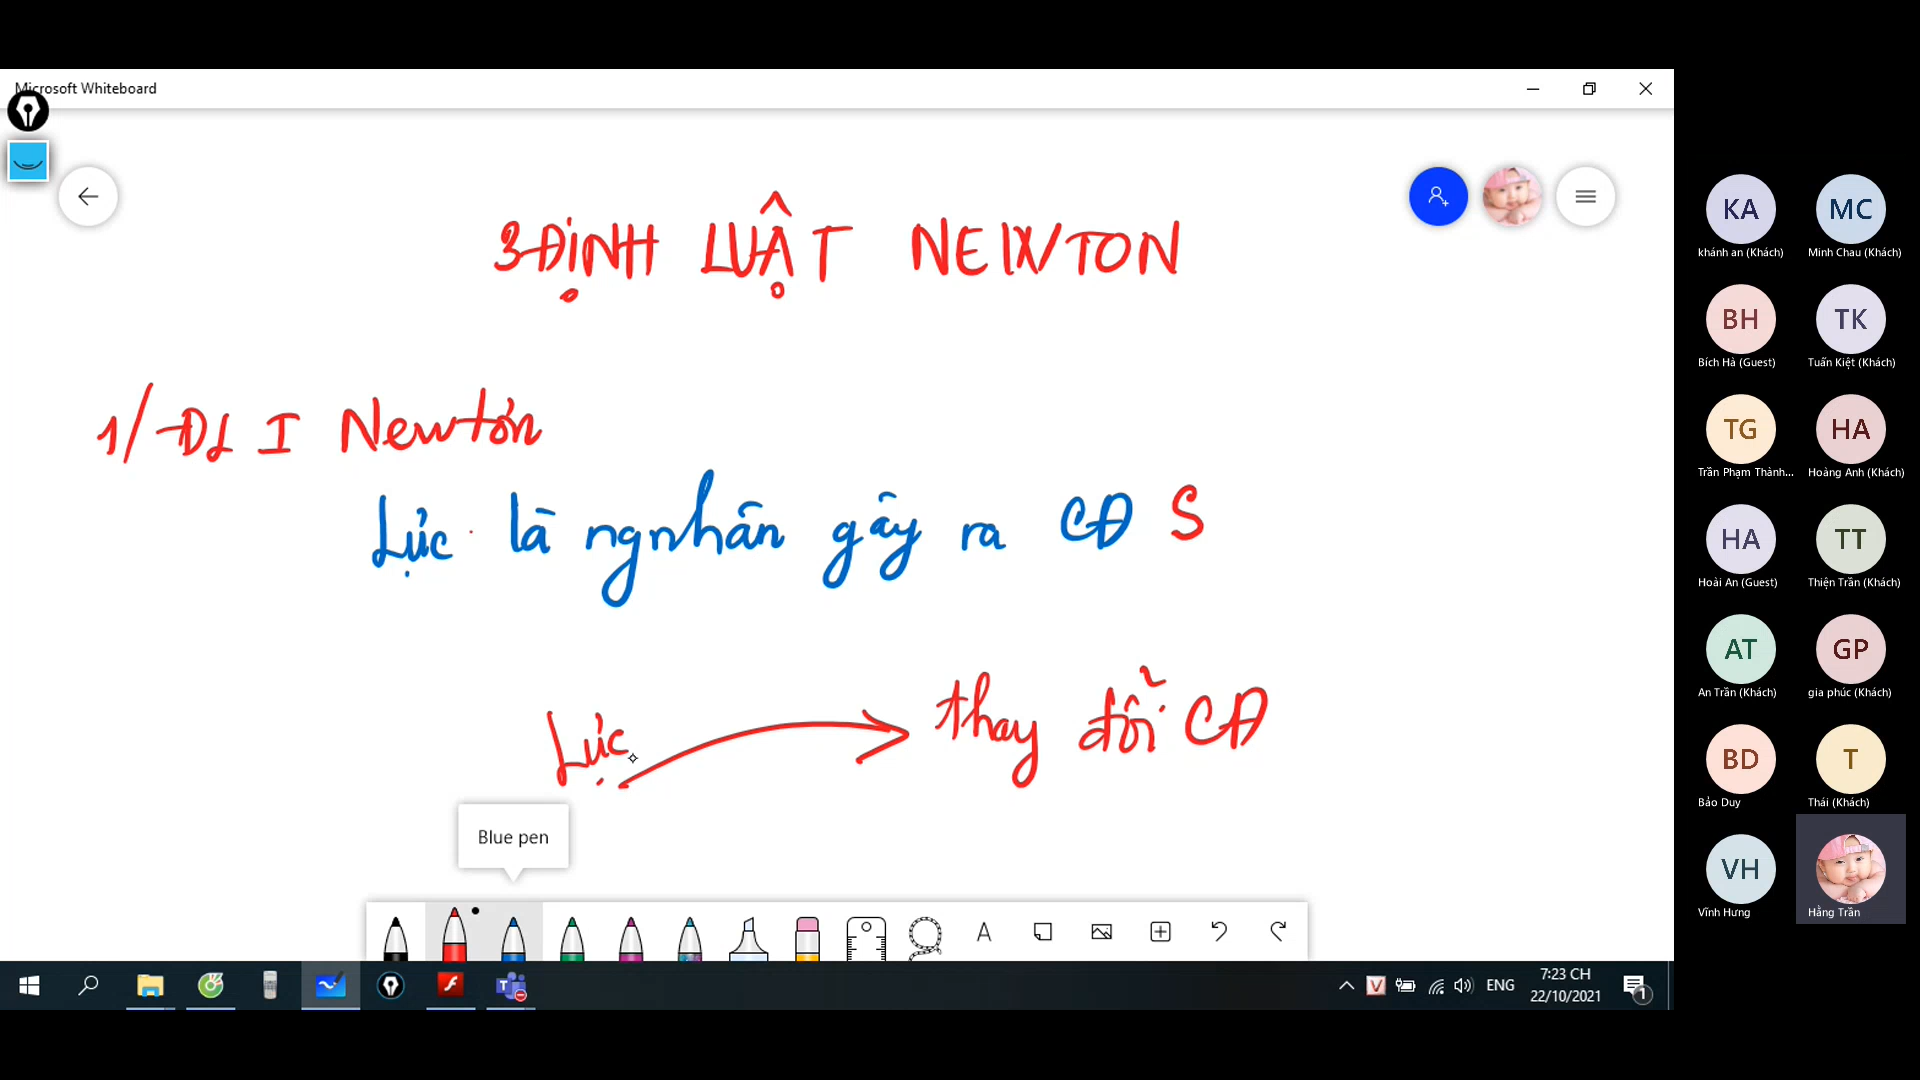 Microsoft Whiteboard
3 ĐỊNH LUẬT NEWTON
1/ ĐL I Newtơn
Lực là ngnhân gây ra CĐ S
Lực → thay đổi CĐ
Blue pen
KA
khánh an (Khách)
MC
Minh Chau (Khách)
BH
Bích Hà (Guest)
TK
Tuấn Kiệt (Khách)
TG
Trần Phạm Thành...
HA
Hoàng Anh (Khách)
HA
Hoài An (Guest)
TT
Thiện Trần (Khách)
AT
An Trần (Khách)
GP
gia phúc (Khách)
BD
Bảo Duy
T
Thái (Khách)
VH
Vĩnh Hưng
Hằng Trần
ENG
7:23 CH
22/10/2021
1